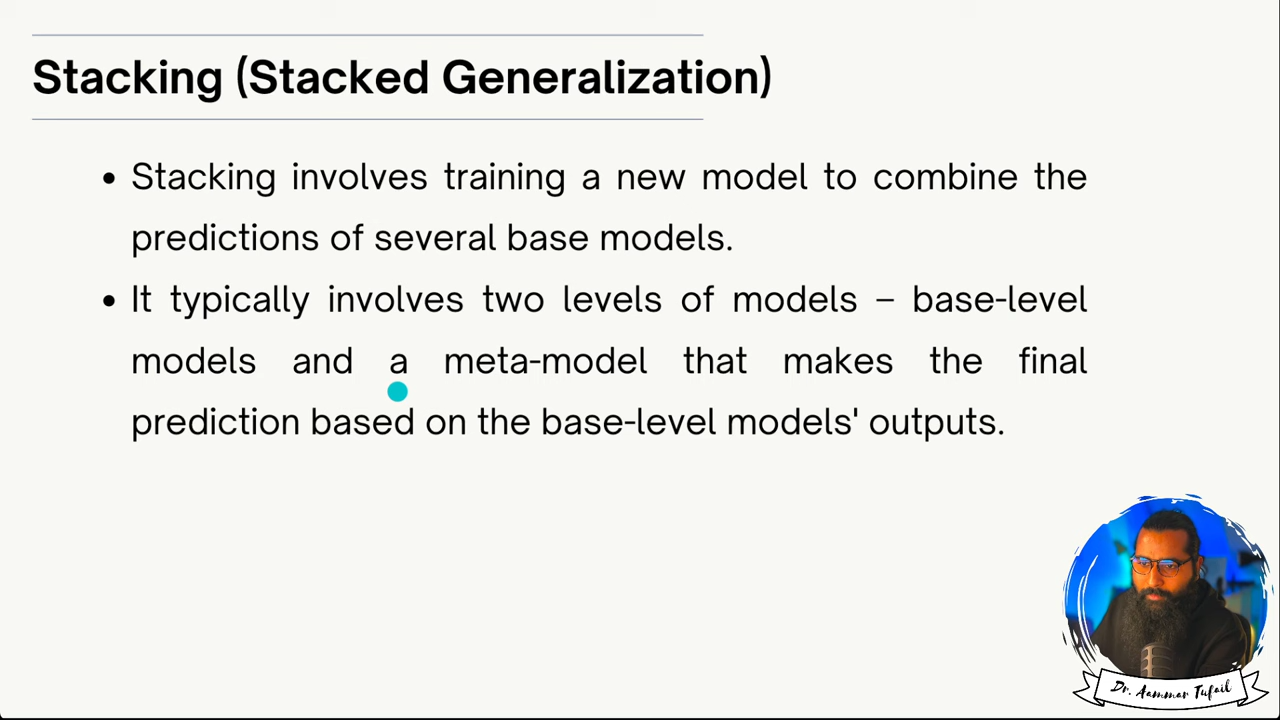 Stacking (Stacked Generalization)
• Stacking involves training a new model to combine the
predictions of several base models.
• It typically involves two levels of models – base-level
models and a meta-model that makes the final
prediction based on the base-level models' outputs.
Dr. Aammar Tufail